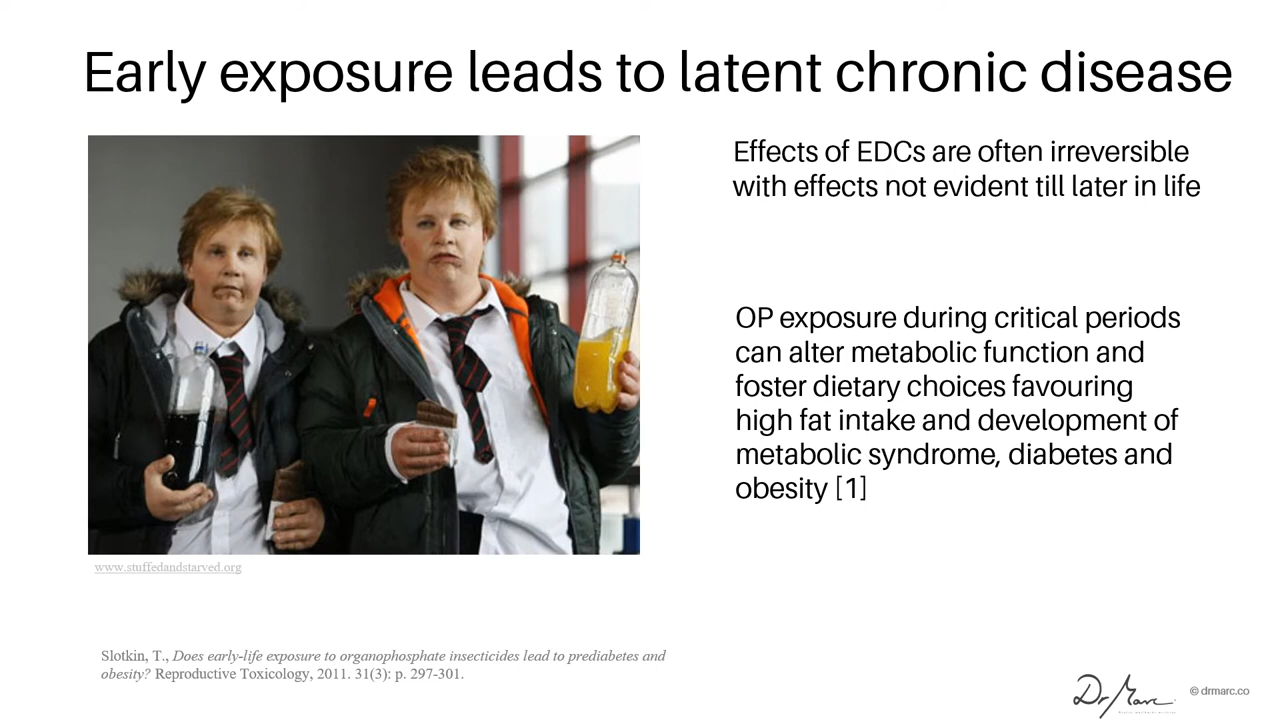 Early exposure leads to latent chronic disease
Effects of EDCs are often irreversible
with effects not evident till later in life
OP exposure during critical periods
can alter metabolic function and
foster dietary choices favouring
high fat intake and development of
metabolic syndrome, diabetes and
obesity [1]
www.stuffedandstarved.org
Slotkin, T., Does early-life exposure to organophosphate insecticides lead to prediabetes and
obesity? Reproductive Toxicology, 2011. 31(3): p. 297-301.
Dr Marc
© drmarc.co